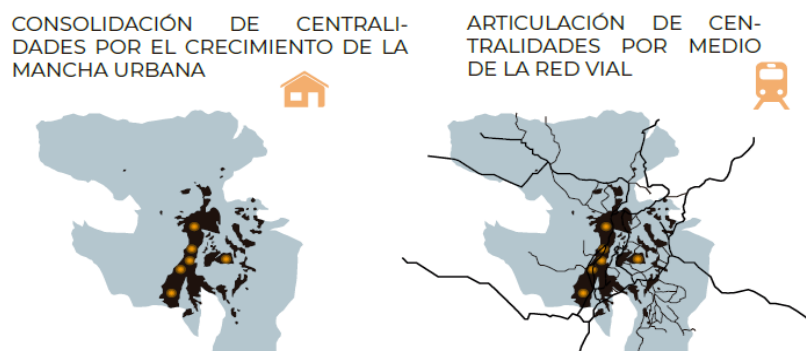 CONSOLIDACIÓN DE CENTRALI-
DADES POR EL CRECIMIENTO DE LA
MANCHA URBANA
ARTICULACIÓN DE CEN-
TRALIDADES POR MEDIO
DE LA RED VIAL